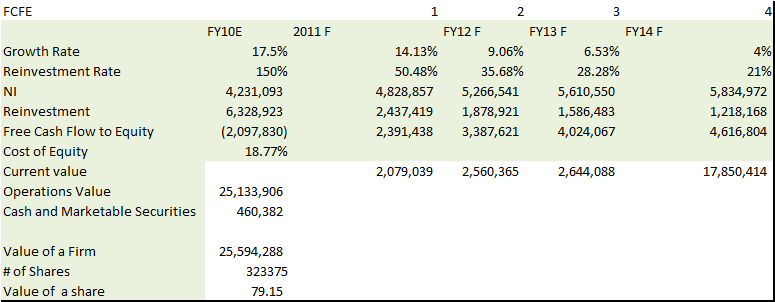 FCFE 1 2 3 4
FY10E 2011 F FY12 F FY13 F FY14 F
Growth Rate 17.5% 14.13% 9.06% 6.53% 4%
Reinvestment Rate 150% 50.48% 35.68% 28.28% 21%
NI 4,231,093 4,828,857 5,266,541 5,610,550 5,834,972
Reinvestment 6,328,923 2,437,419 1,878,921 1,586,483 1,218,168
Free Cash Flow to Equity (2,097,830) 2,391,438 3,387,621 4,024,067 4,616,804
Cost of Equity 18.77%
Current value 2,079,039 2,560,365 2,644,088 17,850,414
Operations Value 25,133,906
Cash and Marketable Securities 460,382
Value of a Firm 25,594,288
# of Shares 323375
Value of a share 79.15